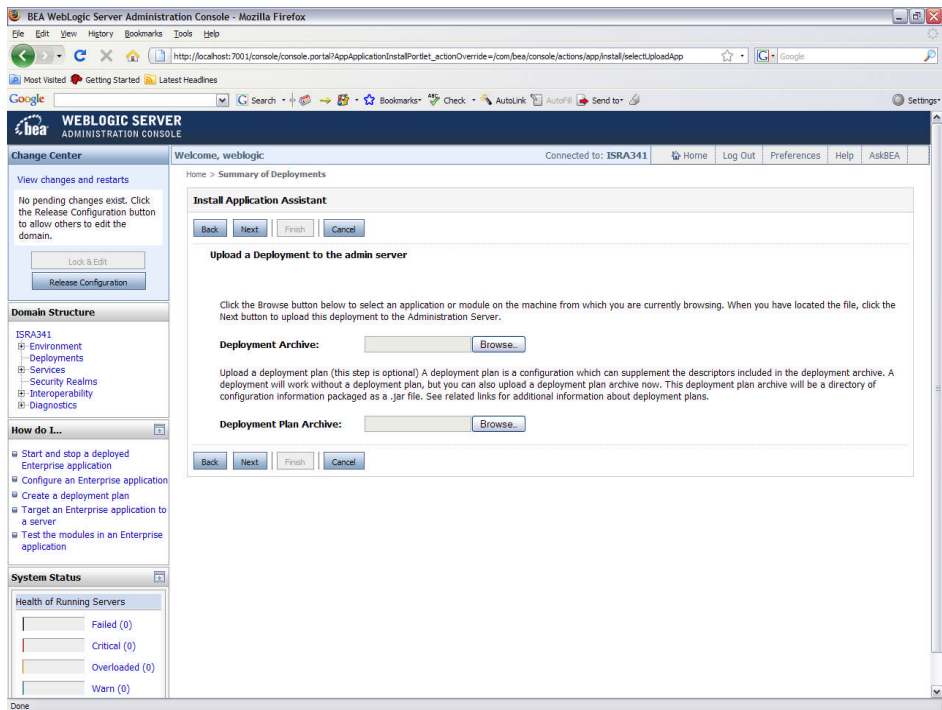 BEA WebLogic Server Administration Console - Mozilla Firefox
File Edit View History Bookmarks Tools Help
http://localhost:7001/console/console.portal?AppApplicationInstallPortlet_actionOverride=/com/bea/console/actions/app/install/selectUploadApp
G Google
Most Visited Getting Started Latest Headlines
Google Search Bookmarks Check AutoLink AutoFill Send to Settings
bea WEBLOGIC SERVER
ADMINISTRATION CONSOLE
Change Center
Welcome, weblogic Connected to: ISRA341 Home Log Out Preferences Help AskBEA
View changes and restarts
No pending changes exist. Click
the Release Configuration button
to allow others to edit the
domain.
Lock & Edit
Release Configuration
Domain Structure
ISRA341
Environment
Deployments
Services
Security Realms
Interoperability
Diagnostics
How do I...
Start and stop a deployed
Enterprise application
Configure an Enterprise application
Create a deployment plan
Target an Enterprise application to
a server
Test the modules in an Enterprise
application
System Status
Health of Running Servers
Failed (0)
Critical (0)
Overloaded (0)
Warn (0)
Home > Summary of Deployments
Install Application Assistant
Back Next Finish Cancel
Upload a Deployment to the admin server
Click the Browse button below to select an application or module on the machine from which you are currently browsing. When you have located the file, click the
Next button to upload this deployment to the Administration Server.
Deployment Archive: Browse...
Upload a deployment plan (this step is optional) A deployment plan is a configuration which can supplement the descriptors included in the deployment archive. A
deployment will work without a deployment plan, but you can also upload a deployment plan archive now. This deployment plan archive will be a directory of
configuration information packaged as a .jar file. See related links for additional information about deployment plans.
Deployment Plan Archive: Browse...
Back Next Finish Cancel
Done